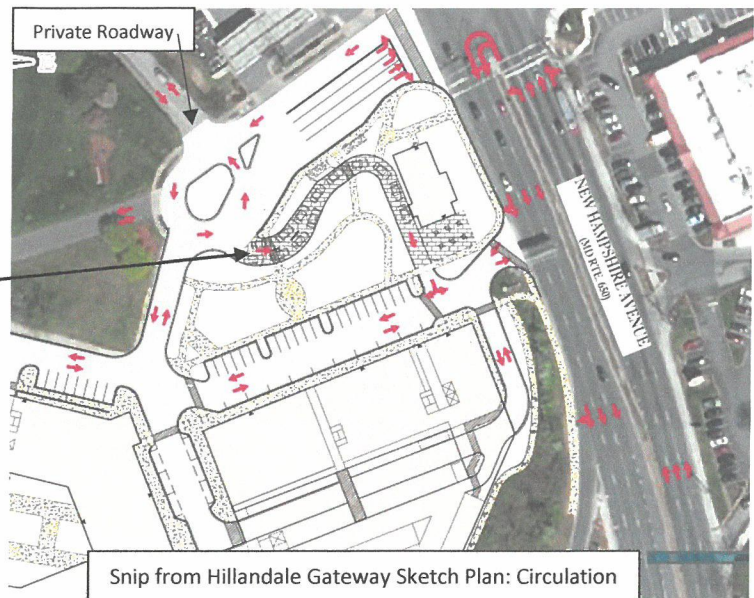 Private Roadway
NEW HAMPSHIRE AVENUE
(MD RTE. 650)
Snip from Hillandale Gateway Sketch Plan: Circulation